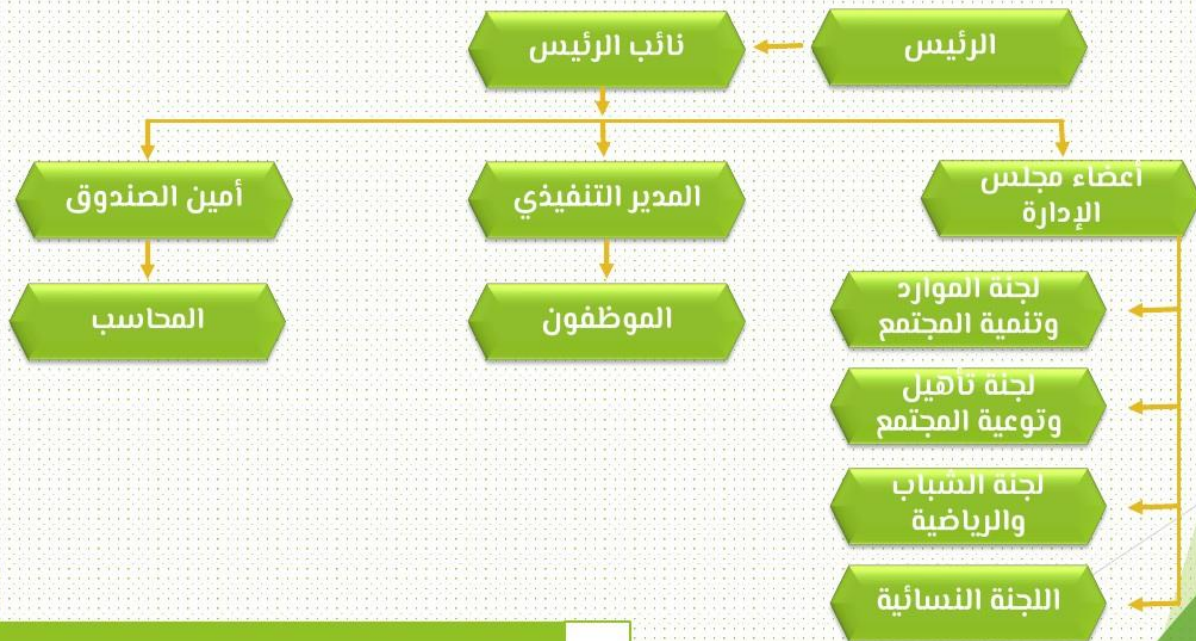 الرئيس
نائب الرئيس
أعضاء مجلس
الإدارة
المدير التنفيذي
أمين الصندوق
الموظفون
المحاسب
لجنة الموارد
وتنمية المجتمع
لجنة تأهيل
وتوعية المجتمع
لجنة الشباب
والرياضية
اللجنة النسائية